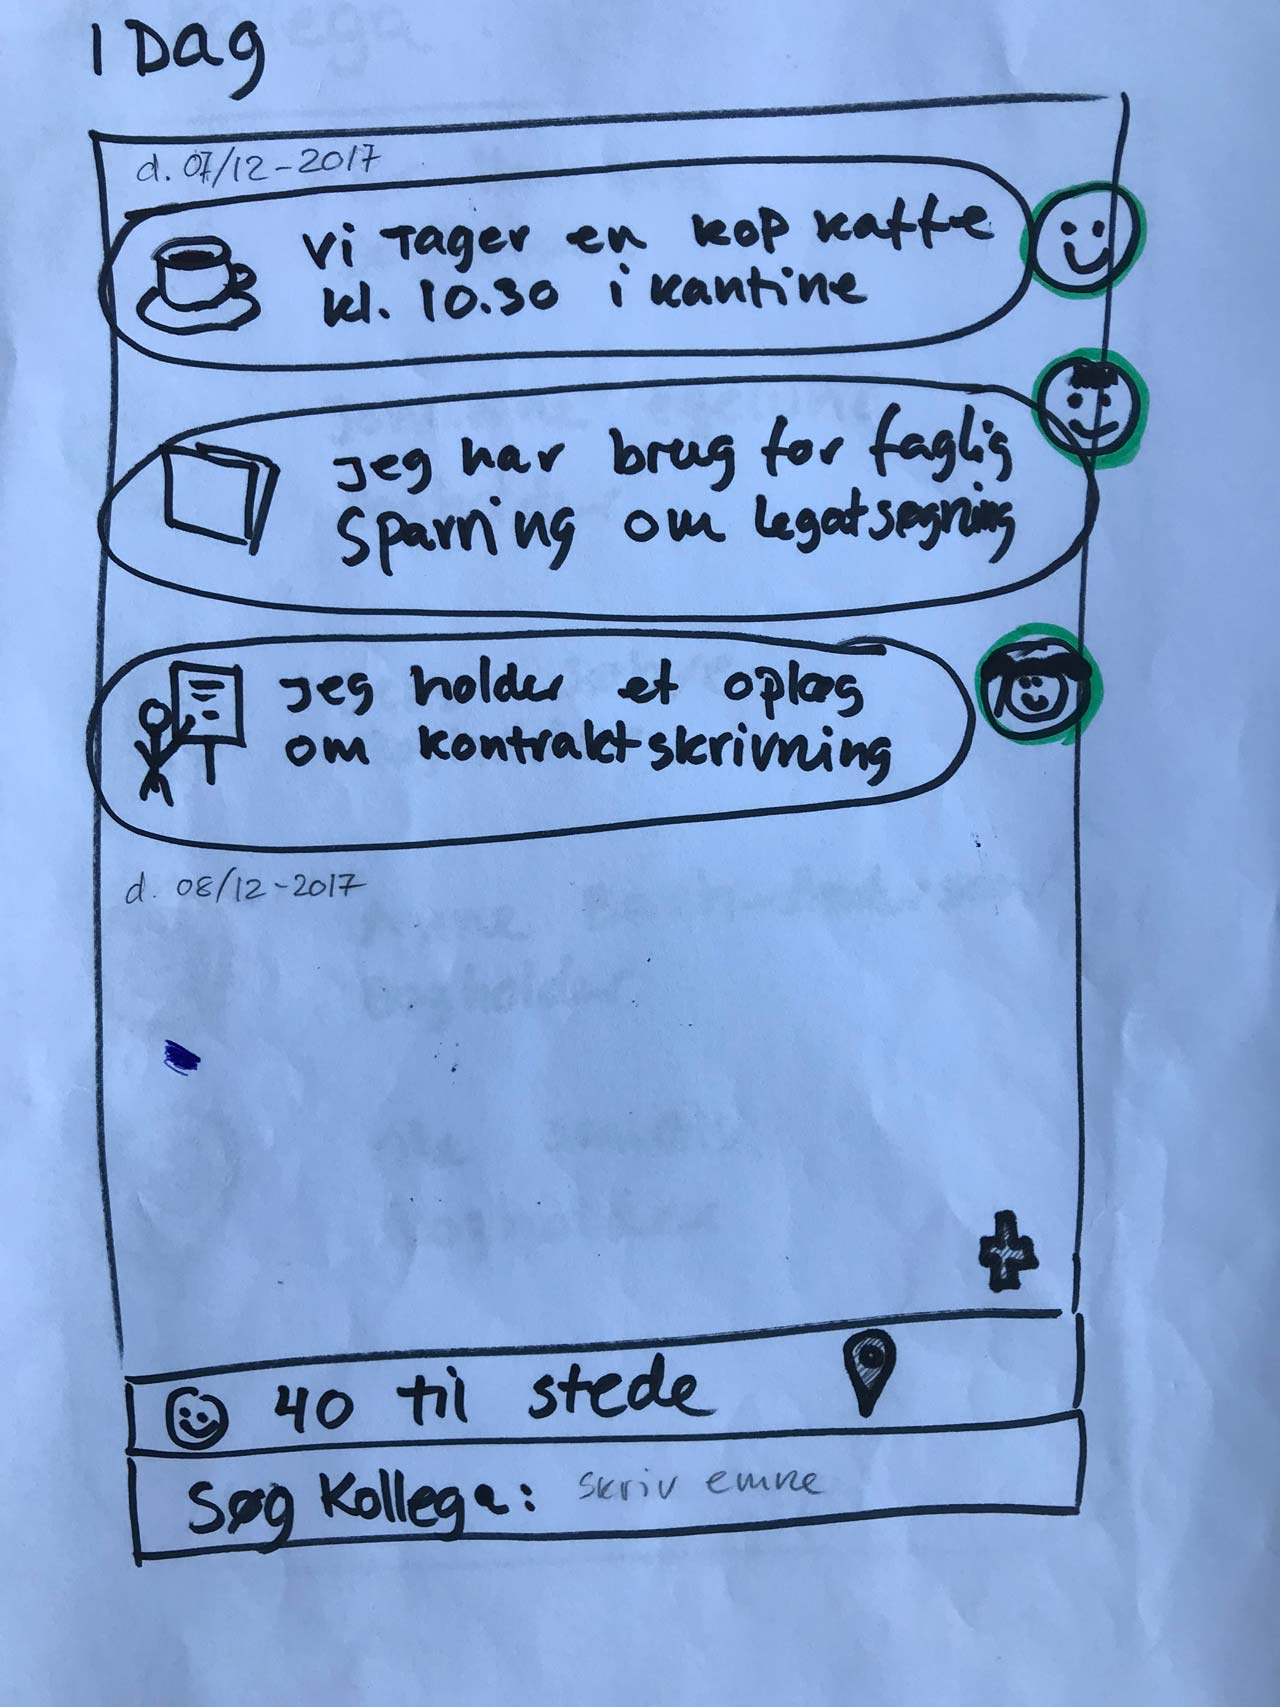 I Dag
d. 07/12-2017
Vi Tager en kop kaffe
kl. 10.30 i kantine
Jeg har brug for faglig
Sparring om Legatsøgning
Jeg holder et oplæg
om kontraktskrivning
d. 08/12-2017
40 til stede
Søg Kollega: skriv emne